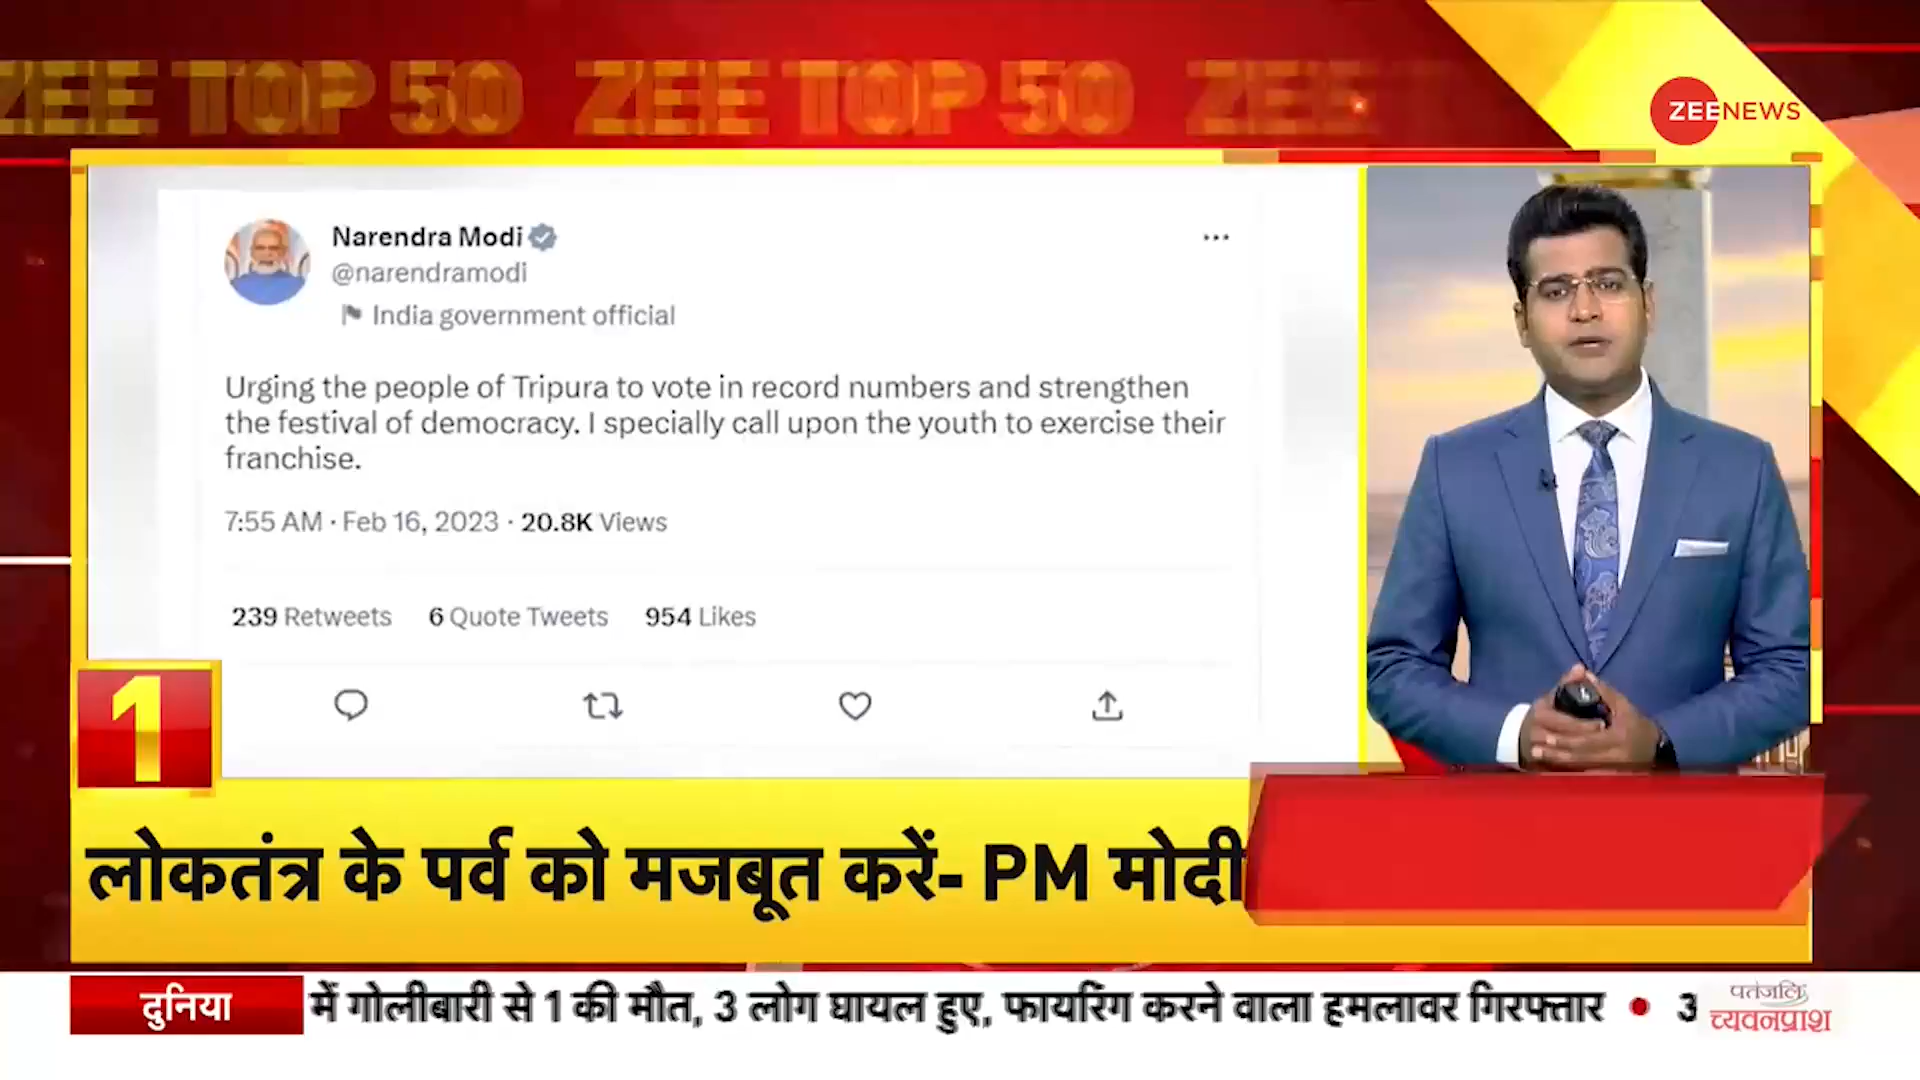 ZEE TOP 50 ZEE TOP 50 ZEE
ZEENEWS
Narendra Modi
@narendramodi
India government official
Urging the people of Tripura to vote in record numbers and strengthen
the festival of democracy. I specially call upon the youth to exercise their
franchise.
7:55 AM · Feb 16, 2023 · 20.8K Views
239 Retweets 6 Quote Tweets 954 Likes
1
लोकतंत्र के पर्व को मजबूत करें- PM मोदी
दुनिया
में गोलीबारी से 1 की मौत, 3 लोग घायल हुए, फायरिंग करने वाला हमलावर गिरफ्तार •
पतंजलि
च्यवनप्राश